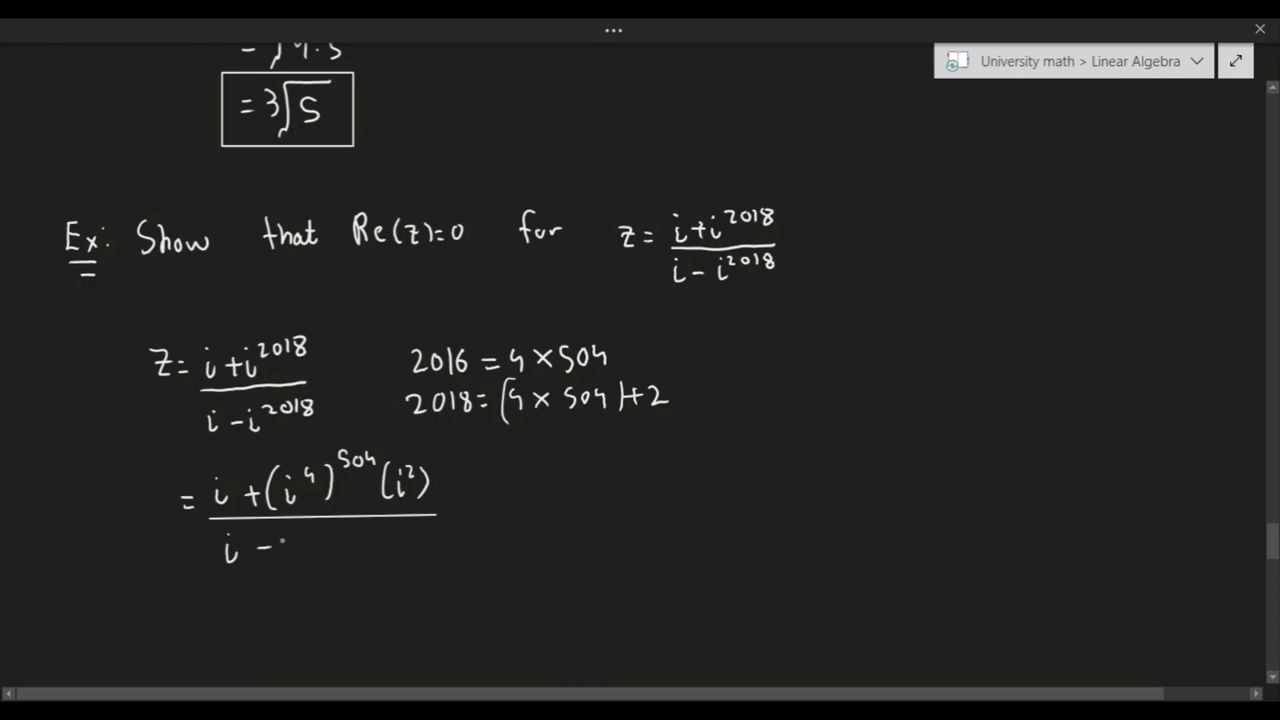 ...
University math > Linear Algebra
= 3√5
Ex: Show that Re(z)=0 for z = (i+i^2018)/(i-i^2018)
z = (i+i^2018)/(i-i^2018)
2016 = 4×504
2018 = (4×504)+2
= (i+(i^4)^504(i^2))/(i-